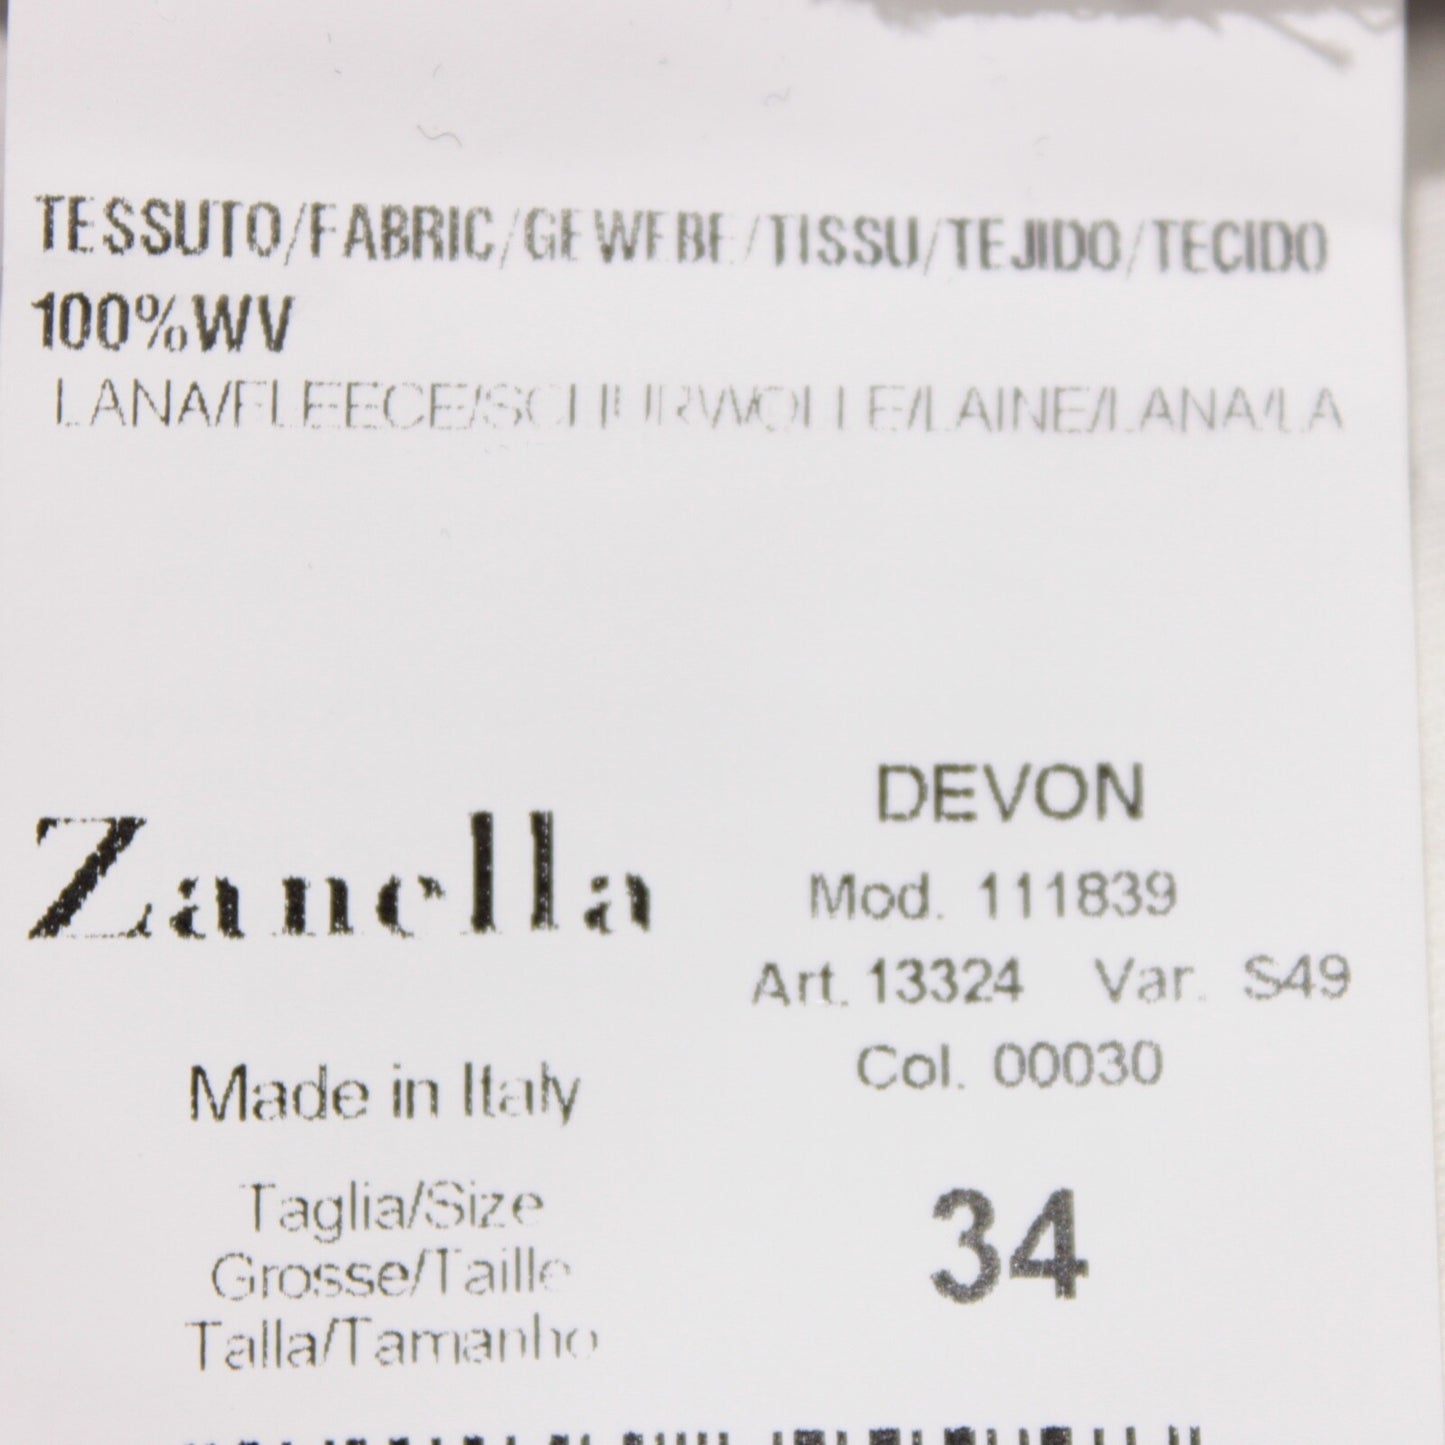 TESSUTO/FABRIC/GEWEBE/TISSU/TEJIDO/TECIDO
100%WV
LANA/FLEECE/SCHURWOLLE/LAINE/LANA/LA
DEVON
Zanella
Mod. 111839
Art. 13324 Var. S49
Col. 00030
Made in Italy
Taglia/Size
Grosse/Taille
Talla/Tamanho
34